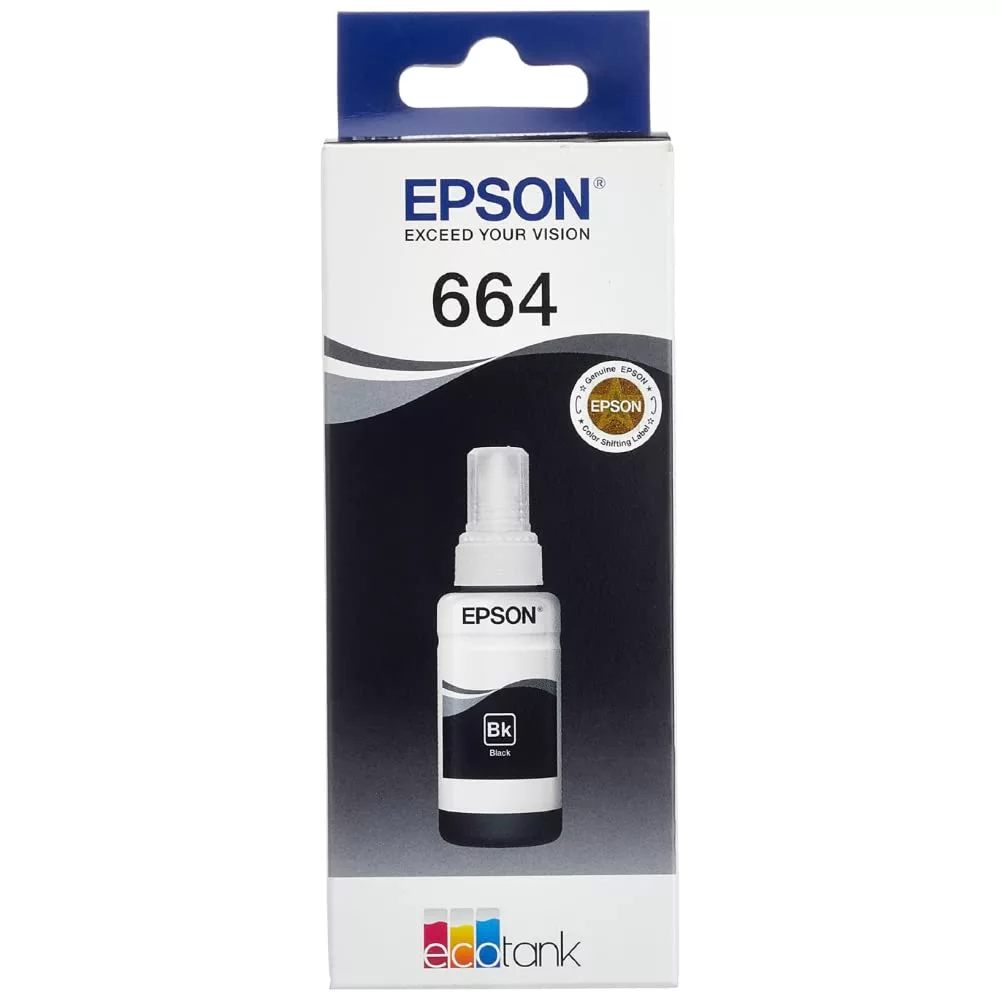 EPSON®
EXCEED YOUR VISION
664
☆ Genuine EPSON ★
EPSON
★ Color Shifting Label ☆
EPSON®
Bk
Black
ecotank